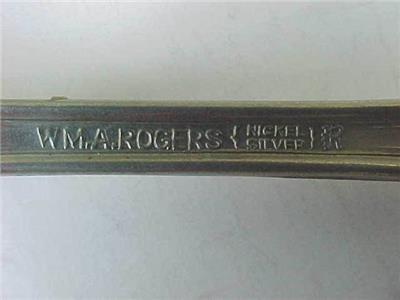 WM.A.ROGERS { NICKEL
SILVER }